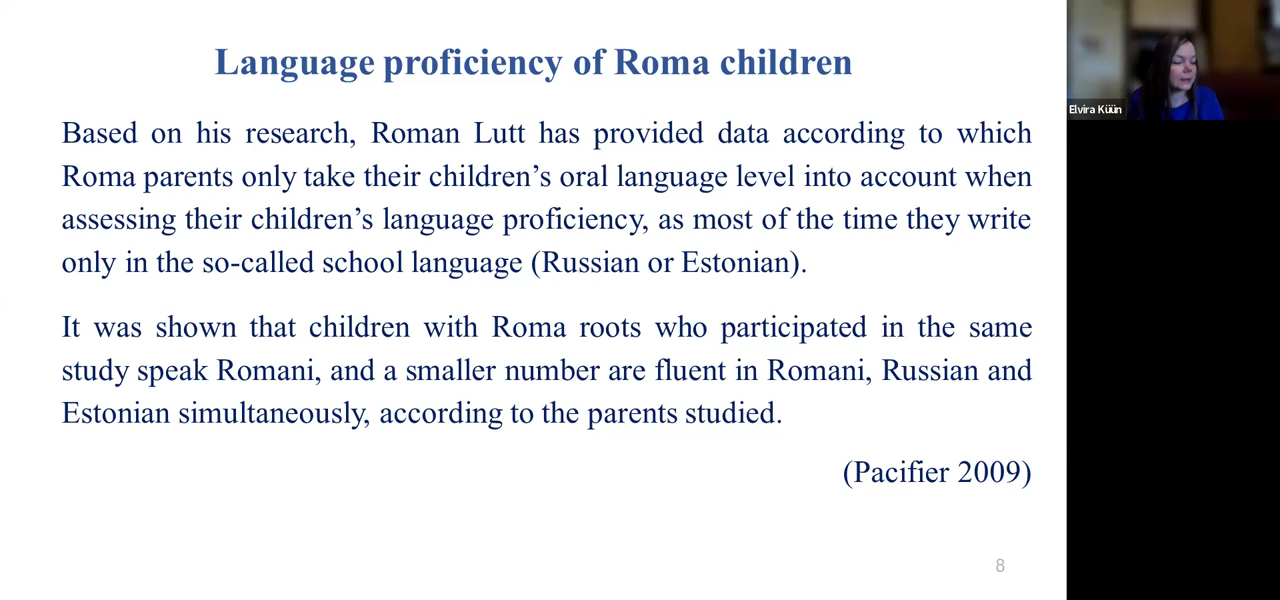 Language proficiency of Roma children
Based on his research, Roman Lutt has provided data according to which
Roma parents only take their children’s oral language level into account when
assessing their children’s language proficiency, as most of the time they write
only in the so-called school language (Russian or Estonian).
It was shown that children with Roma roots who participated in the same
study speak Romani, and a smaller number are fluent in Romani, Russian and
Estonian simultaneously, according to the parents studied.
(Pacifier 2009)
8
Elvira Küün